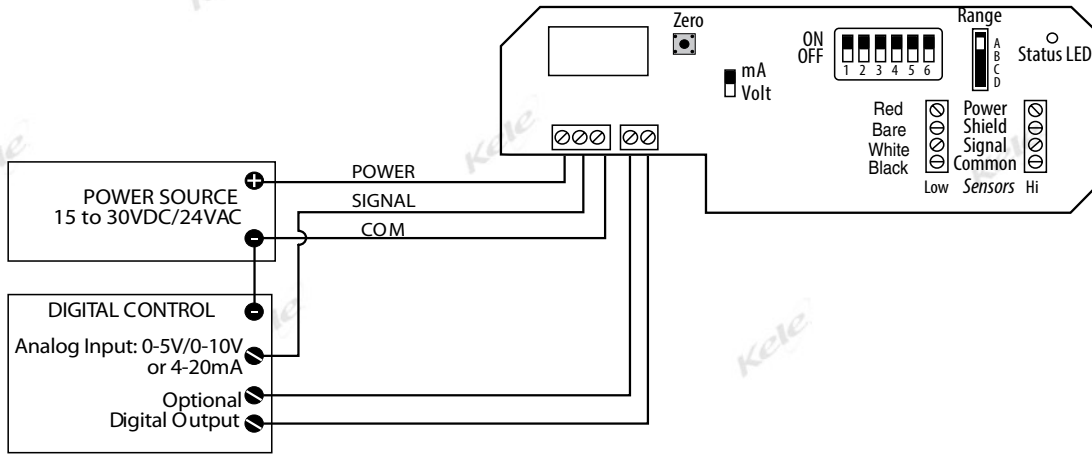 Zero
mA
Volt
ON
OFF
1 2 3 4 5 6
Range
A
B
C
D
Status LED
Red Power
Bare Shield
White Signal
Black Common
Low Sensors Hi
POWER SOURCE
15 to 30VDC/24VAC
+
-
POWER
SIGNAL
COM
DIGITAL CONTROL
-
Analog Input: 0-5V/0-10V
or 4-20mA
Optional
Digital Output
Kele
Kele
Kele
Kele